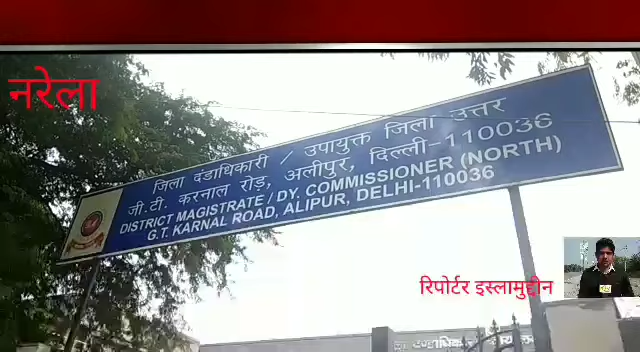 नरेला
जिला दंडाधिकारी / उपायुक्त जिला उत्तर
जी.टी. करनाल रोड़, अलीपुर, दिल्ली-110036
DISTRICT MAGISTRATE / DY. COMMISSIONER (NORTH)
G.T. KARNAL ROAD, ALIPUR, DELHI-110036
रिपोर्टर इस्लामुद्दीन